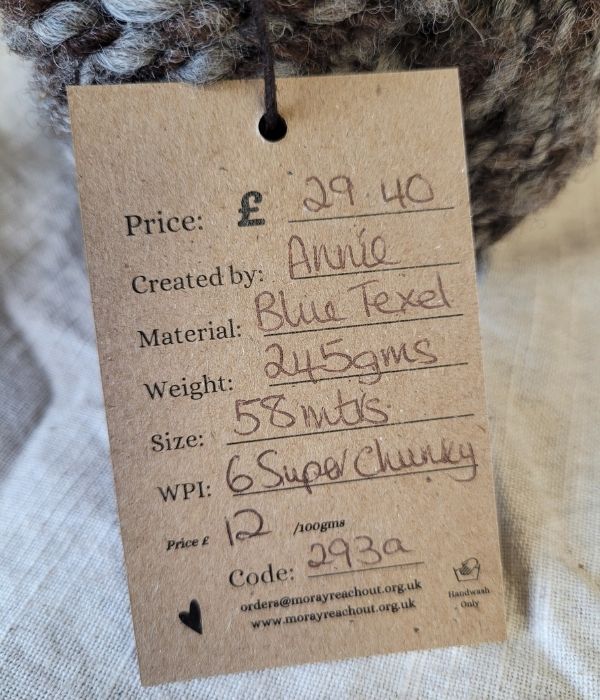 Price: £ 29.40
Created by: Annie
Material: Blue Texel
Weight: 245gms
Size: 58mtrs
WPI: 6 Super Chunky
Price £ 12 /100gms
Code: 293a
orders@morayreachout.org.uk
www.morayreachout.org.uk
Handwash
Only